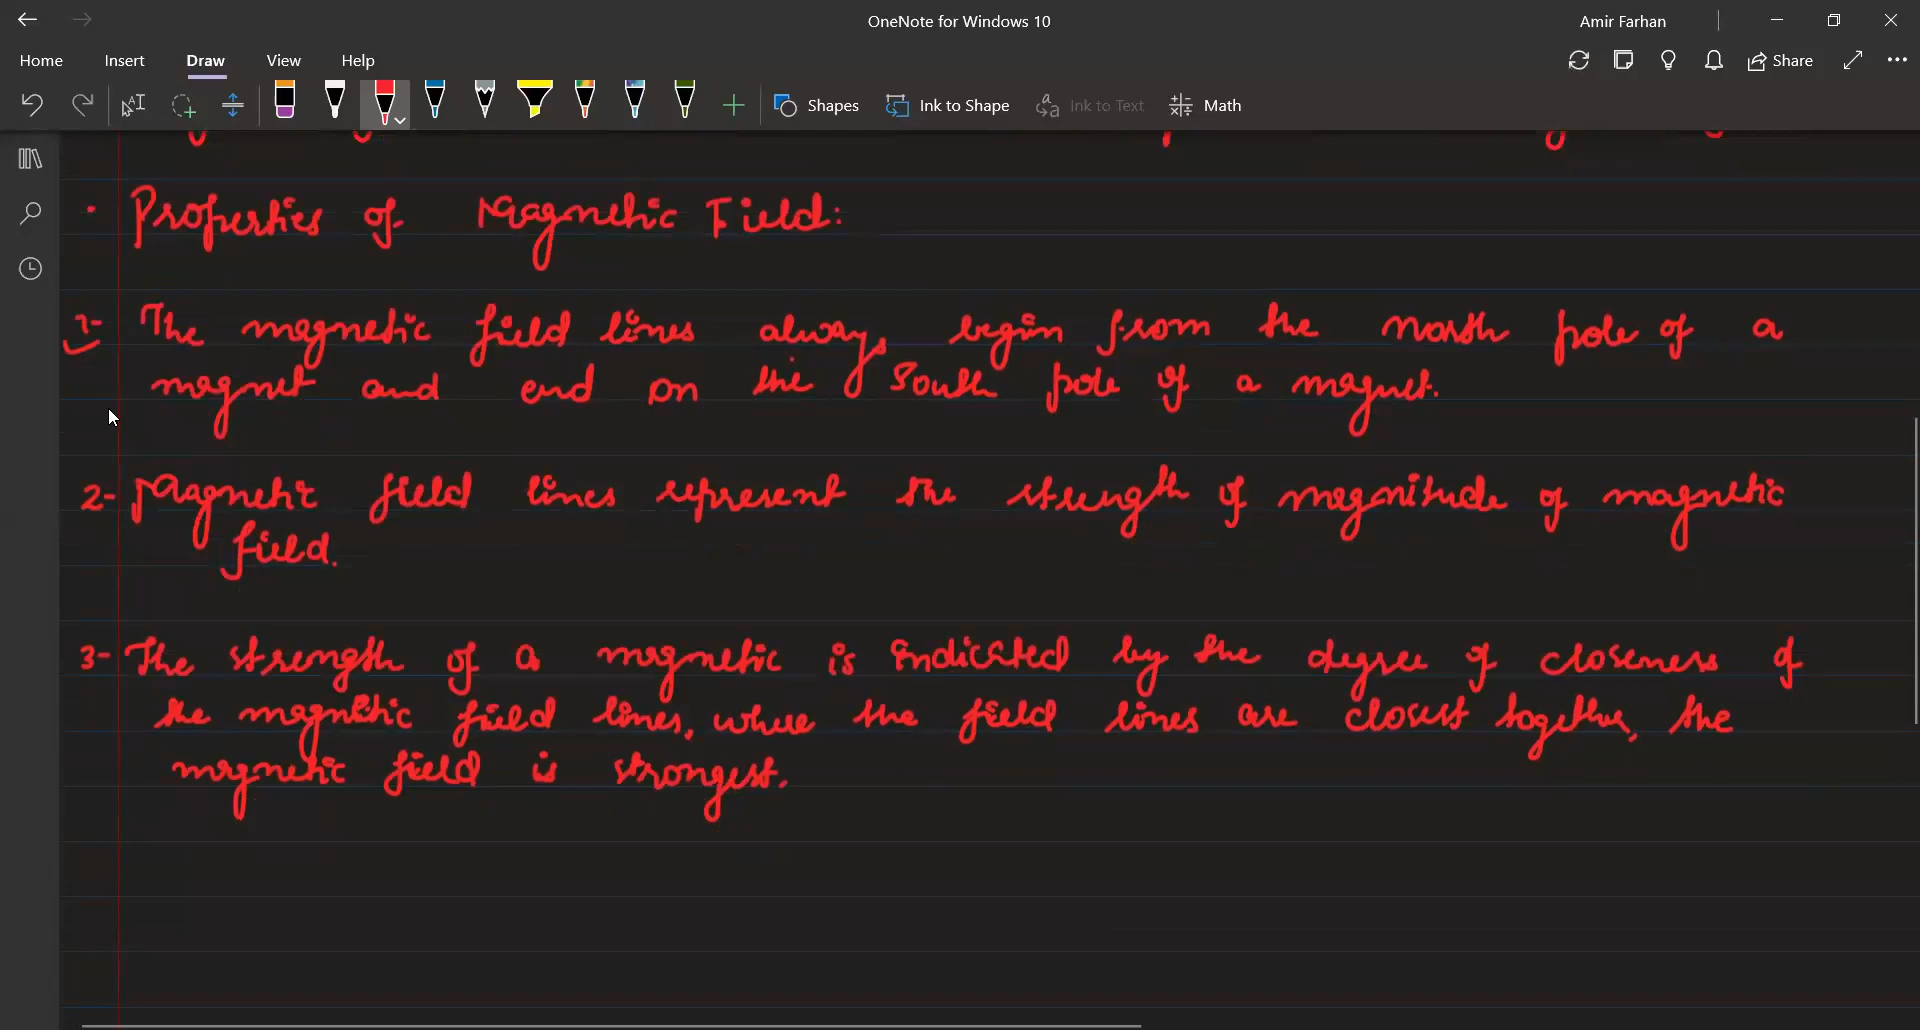 OneNote for Windows 10
Amir Farhan
Home Insert Draw View Help
Share
Shapes Ink to Shape Ink to Text Math
· Properties of Magnetic Field:
1- The magnetic field lines always begin from the north pole of a
magnet and end on the South pole of a magnet.
2- Magnetic field lines represent the strength of magnitude of magnetic
field.
3- The strength of a magnetic is indicated by the degree of closeness of
the magnetic field lines, where the field lines are closest together, the
magnetic field is strongest.